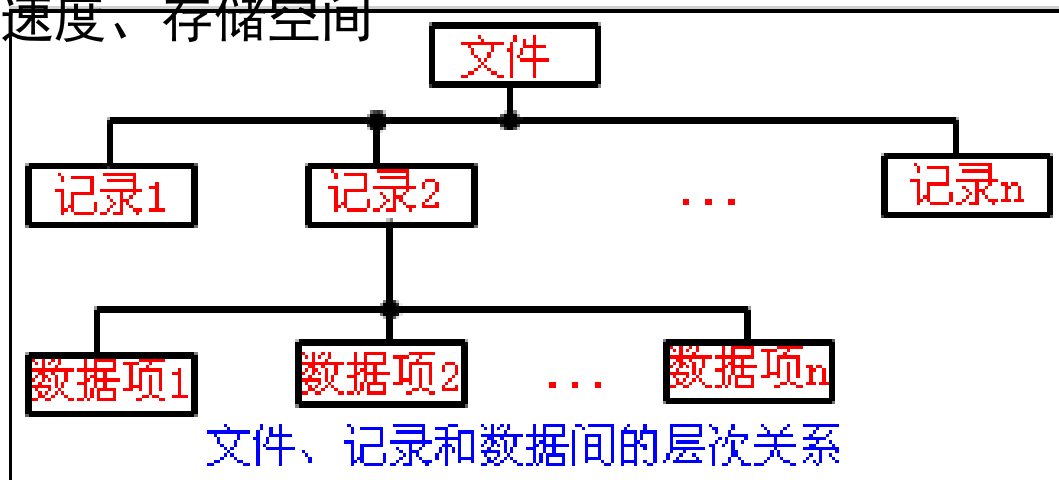 速度、存储空间
文件
记录1 记录2 ... 记录n
数据项1 数据项2 ... 数据项n
文件、记录和数据间的层次关系